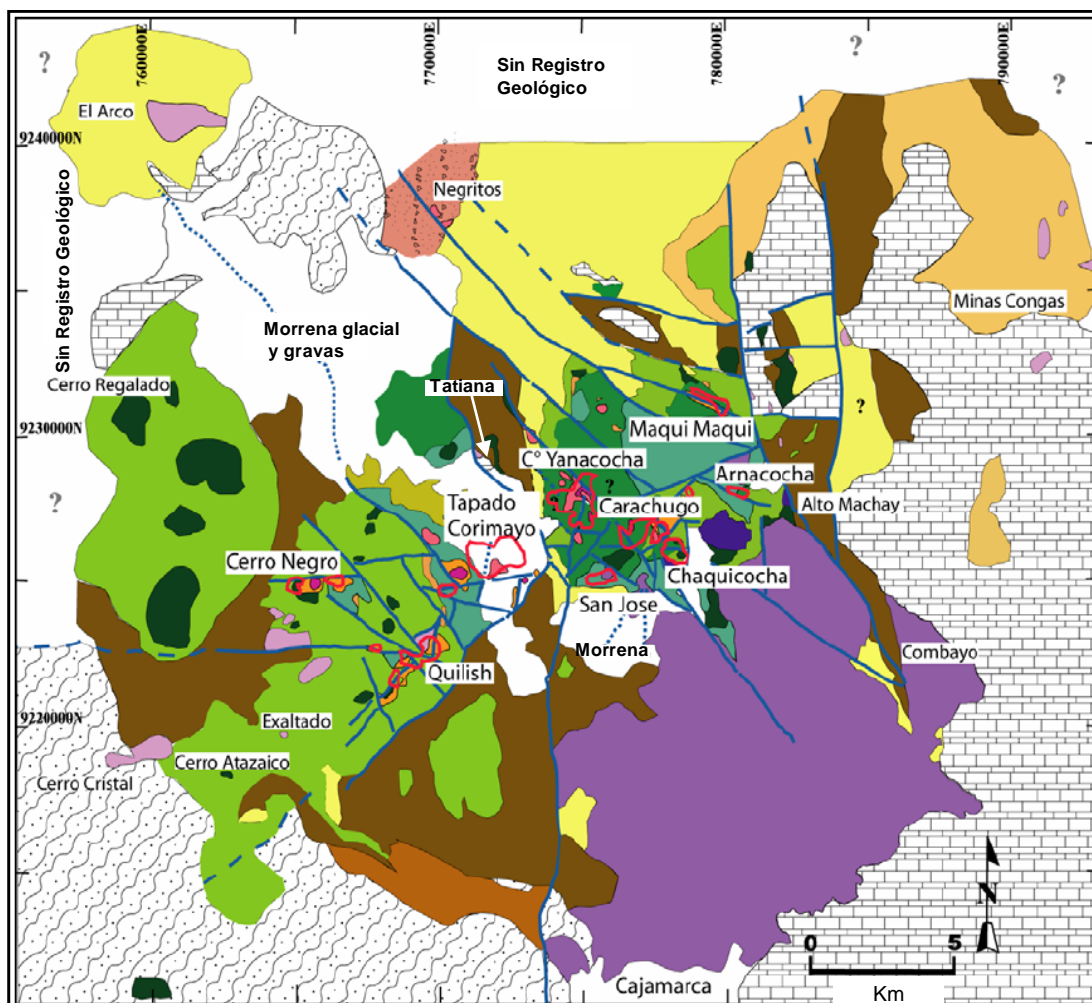 760000E
770000E
780000E
790000E
?
?
?
Sin Registro
Geológico
El Arco
9240000N
Sin Registro Geológico
Negritos
Minas Congas
Morrena glacial
y gravas
Cerro Regalado
Tatiana
?
9230000N
Maqui Maqui
C° Yanacocha
Arnacocha
?
?
?
Tapado
Corimayo
Carachugo
Alto Machay
Cerro Negro
Chaquicocha
San Jose
Morrena
Combayo
Quilish
9220000N
Exaltado
Cerro Atazaico
Cerro Cristal
N
0
5
Km
Cajamarca